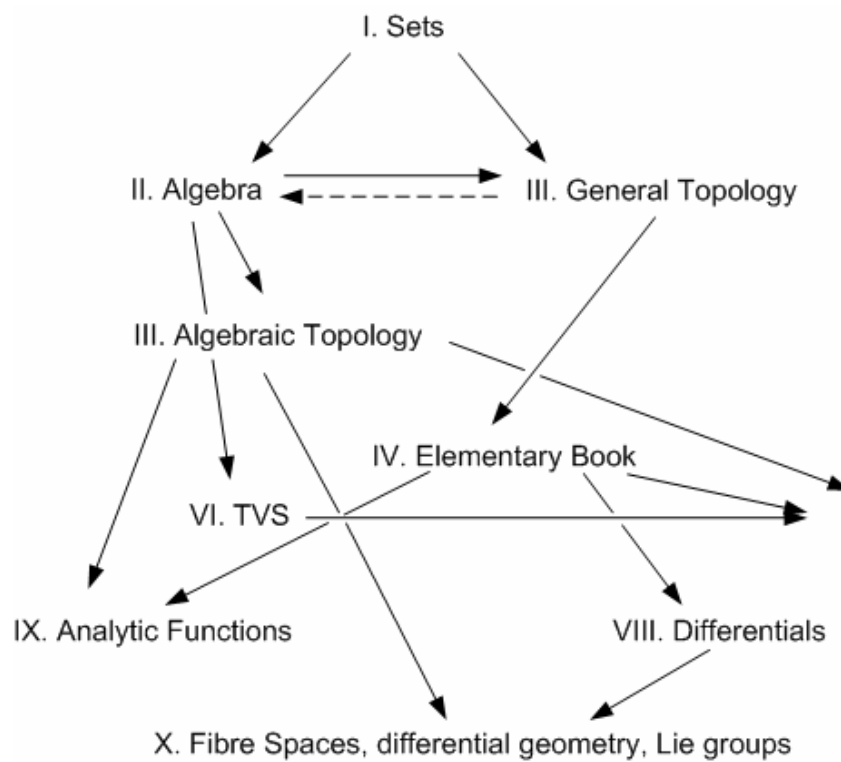 I. Sets
II. Algebra
III. General Topology
III. Algebraic Topology
IV. Elementary Book
VI. TVS
IX. Analytic Functions
VIII. Differentials
X. Fibre Spaces, differential geometry, Lie groups